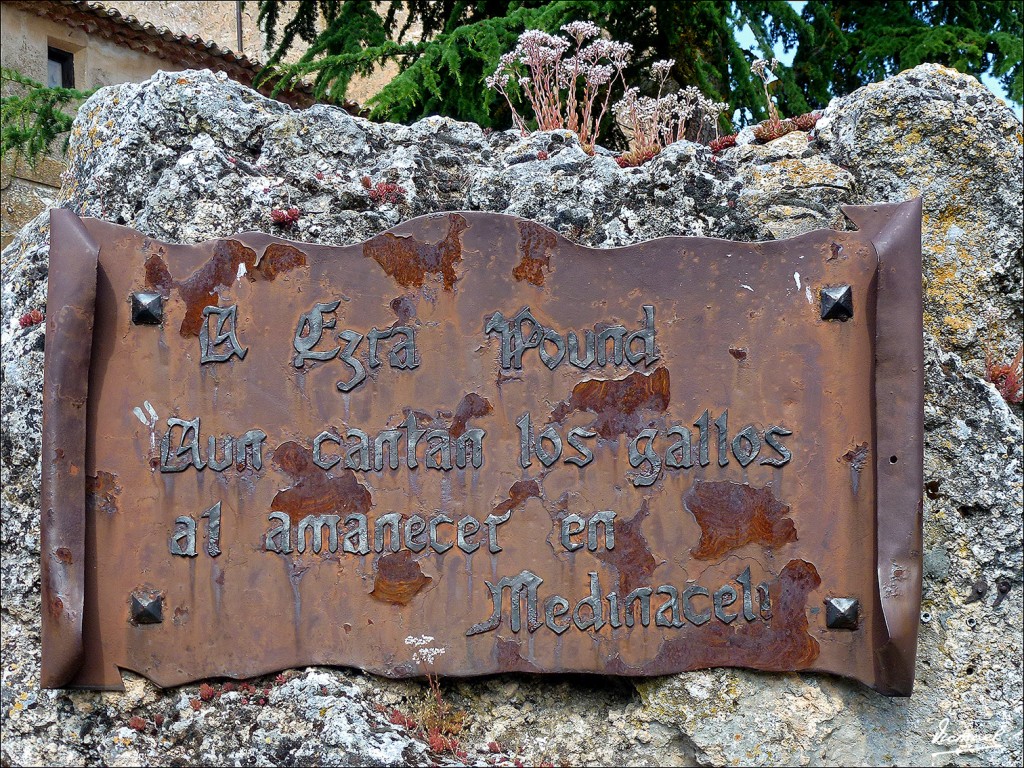 A Ezra Pound
Aun cantan los gallos
al amanecer en
Medinaceli